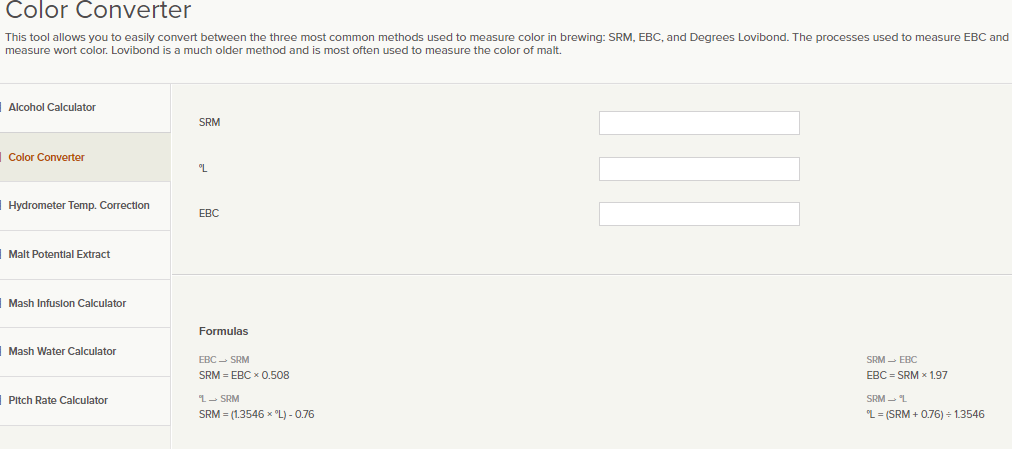 Color Converter
This tool allows you to easily convert between the three most common methods used to measure color in brewing: SRM, EBC, and Degrees Lovibond. The processes used to measure EBC and
measure wort color. Lovibond is a much older method and is most often used to measure the color of malt.
Alcohol Calculator
Color Converter
Hydrometer Temp. Correction
Malt Potential Extract
Mash Infusion Calculator
Mash Water Calculator
Pitch Rate Calculator
SRM
°L
EBC
Formulas
EBC → SRM
SRM = EBC × 0.508
°L → SRM
SRM = (1.3546 × °L) - 0.76
SRM → EBC
EBC = SRM × 1.97
SRM → °L
°L = (SRM + 0.76) ÷ 1.3546